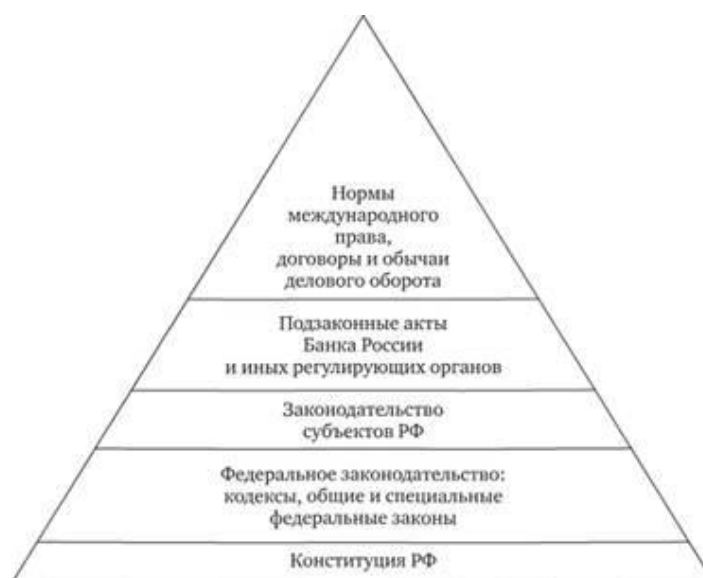 Нормы
международного
права,
договоры и обычаи
делового оборота
Подзаконные акты
Банка России
и иных регулирующих органов
Законодательство
субъектов РФ
Федеральное законодательство:
кодексы, общие и специальные
федеральные законы
Конституция РФ